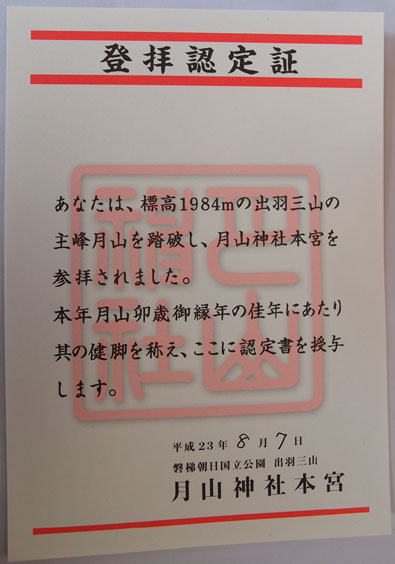 登拝認定証
あなたは、標高1984mの出羽三山の
主峰月山を踏破し、月山神社本宮を
参拝されました。
本年月山卯歳御縁年の佳年にあたり
其の健脚を称え、ここに認定書を授与
します。
平成23年 8月7日
磐梯朝日国立公園 出羽三山
月山神社本宮